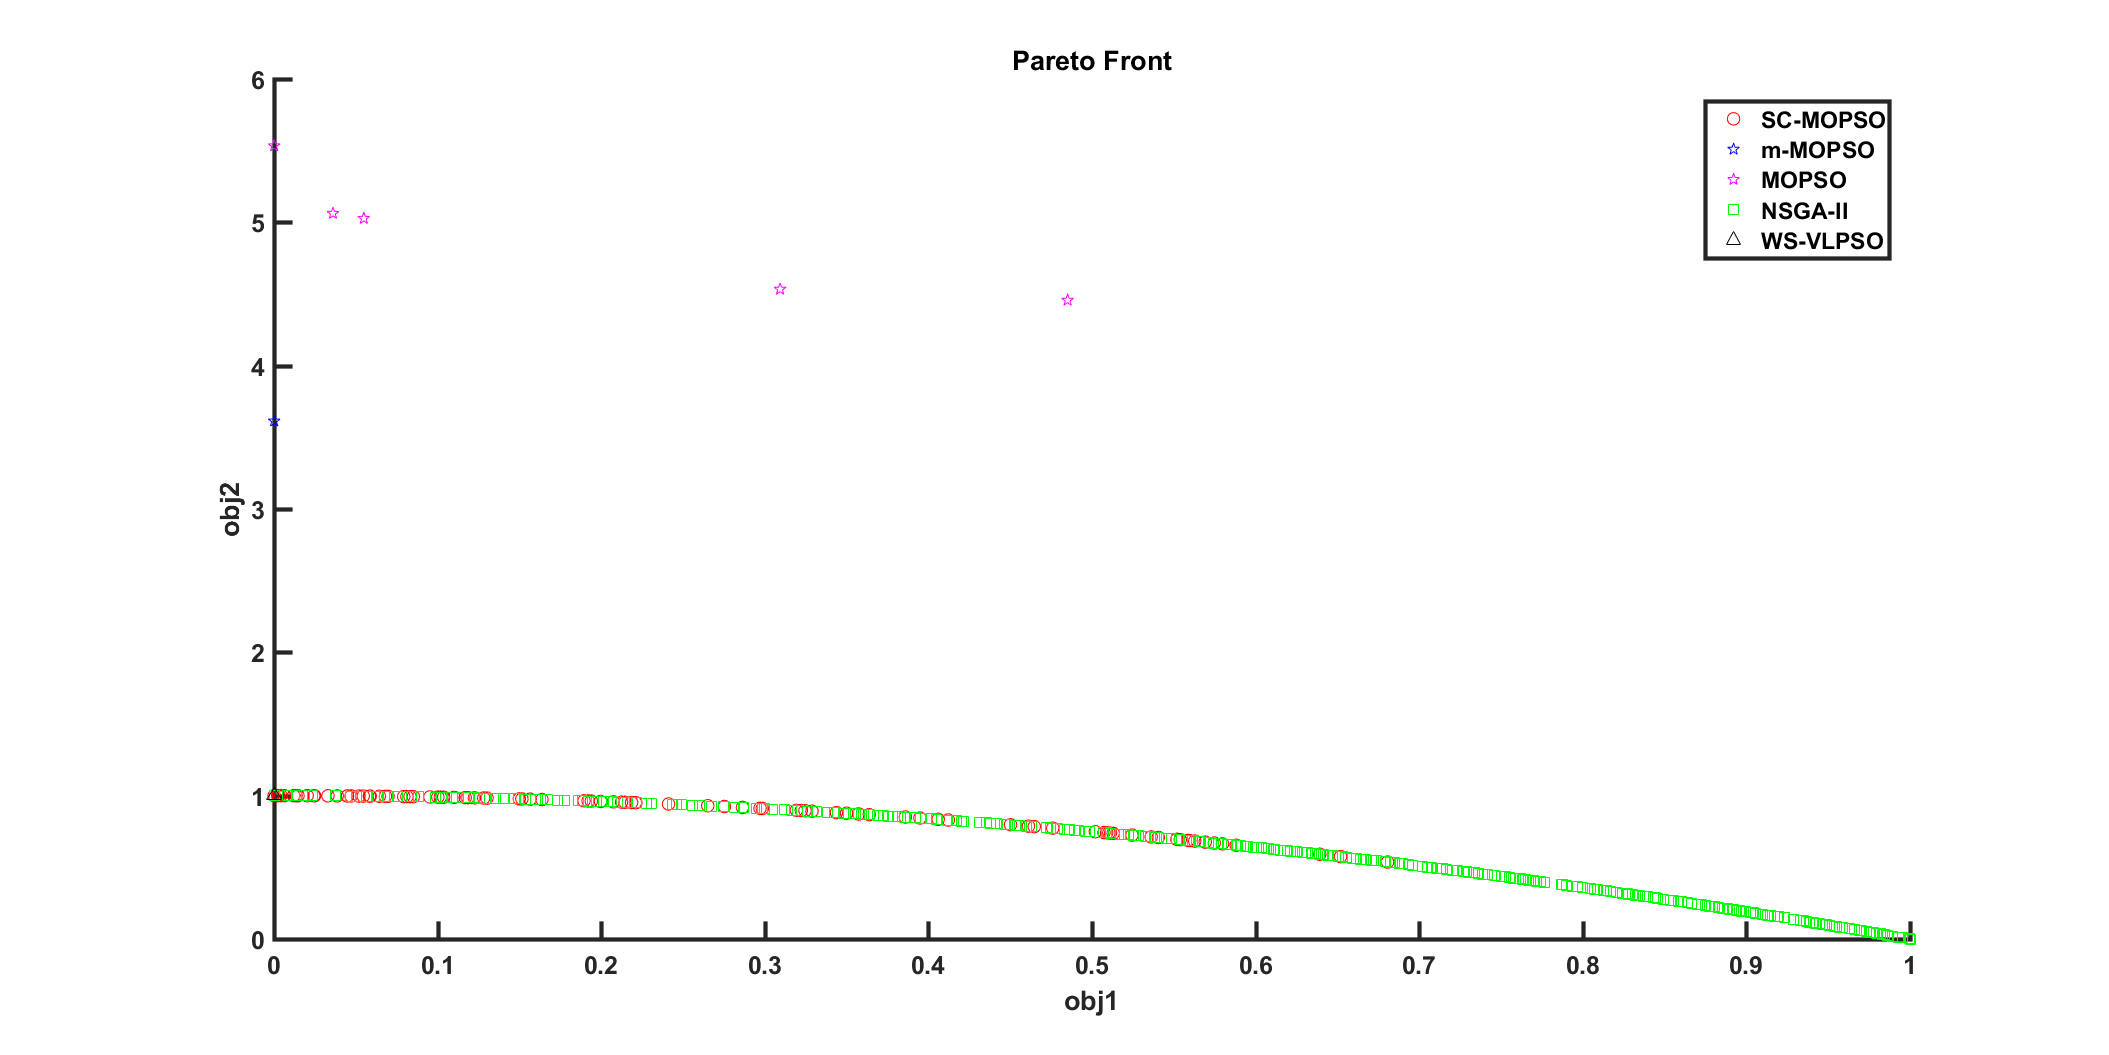 Pareto Front
6
5
4
3
2
1
0
obj2
SC-MOPSO
m-MOPSO
MOPSO
NSGA-II
WS-VLPSO
0 0.1 0.2 0.3 0.4 0.5 0.6 0.7 0.8 0.9 1
obj1